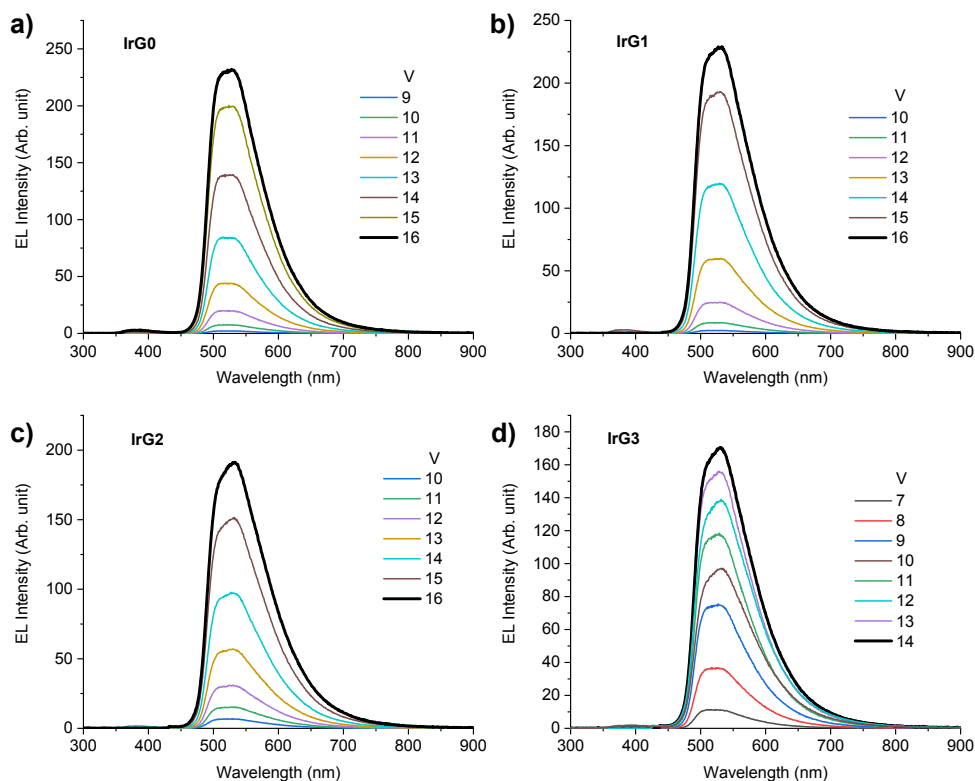 a)
IrG0
EL Intensity (Arb. unit)
250
200
150
100
50
0
V
9
10
11
12
13
14
15
16
300 400 500 600 700 800 900
Wavelength (nm)
b)
IrG1
EL Intensity (Arb. unit)
250
200
150
100
50
0
V
10
11
12
13
14
15
16
300 400 500 600 700 800 900
Wavelength (nm)
c)
IrG2
EL Intensity (Arb. unit)
200
150
100
50
0
V
10
11
12
13
14
15
16
300 400 500 600 700 800 900
Wavelength (nm)
d)
IrG3
EL Intensity (Arb. unit)
180
160
140
120
100
80
60
40
20
0
V
7
8
9
10
11
12
13
14
300 400 500 600 700 800 900
Wavelength (nm)